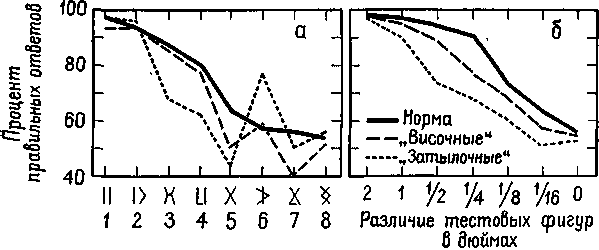 Процент
правильных ответов
100
80
60
40
а
1 2 3 4 5 6 7 8
б
Норма
„Височные"
„Затылочные"
2 1 1/2 1/4 1/8 1/16 0
Различие тестовых фигур
в дюймах